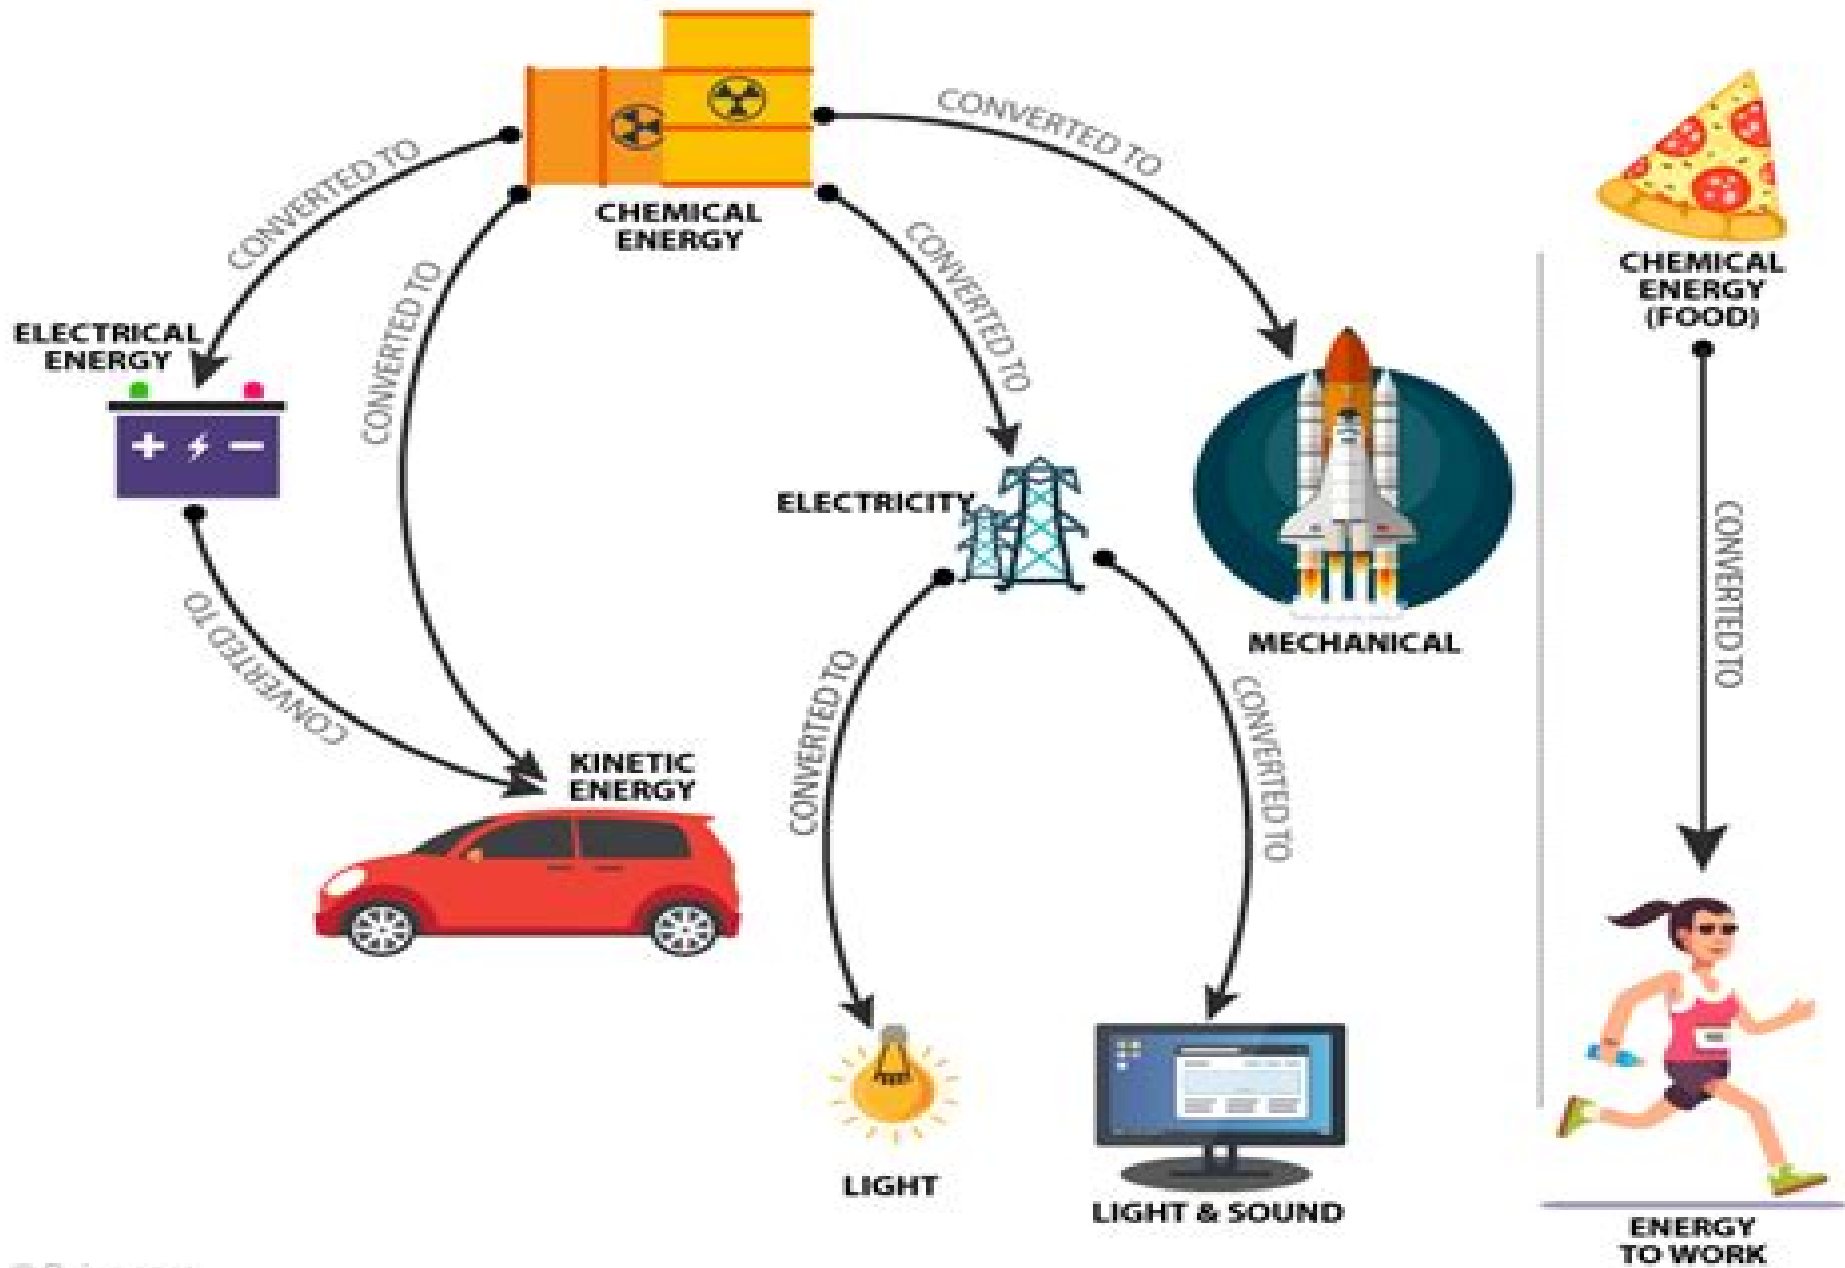 CONVERTED TO
CONVERTED TO
CHEMICAL
ENERGY
CHEMICAL
ENERGY
(FOOD)
CONVERTED TO
CONVERTED TO
ELECTRICAL
ENERGY
ELECTRICITY
CONVERTED TO
MECHANICAL
CONVERTED TO
CONVERTED TO
CONVERTED TO
KINETIC
ENERGY
LIGHT
LIGHT & SOUND
ENERGY
TO WORK